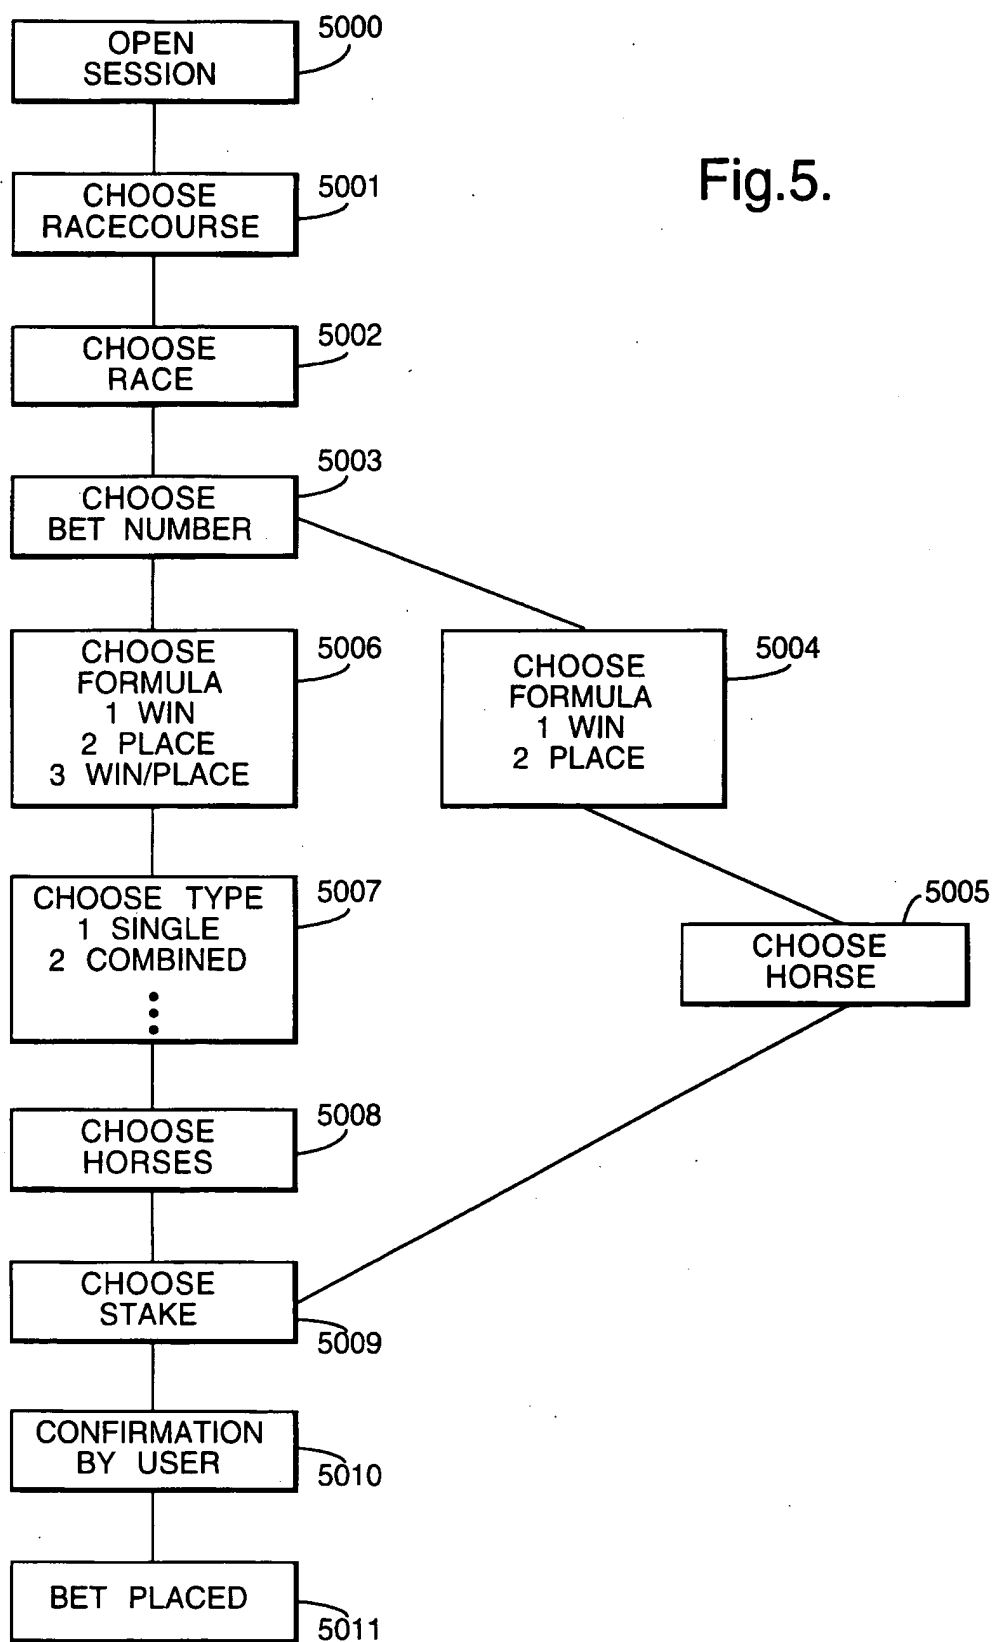 OPEN
SESSION
5000
Fig.5.
CHOOSE
RACECOURSE
5001
CHOOSE
RACE
5002
CHOOSE
BET NUMBER
5003
CHOOSE
FORMULA
1 WIN
2 PLACE
3 WIN/PLACE
5006
CHOOSE
FORMULA
1 WIN
2 PLACE
5004
CHOOSE TYPE
1 SINGLE
2 COMBINED
5007
CHOOSE
HORSE
5005
CHOOSE
HORSES
5008
CHOOSE
STAKE
5009
CONFIRMATION
BY USER
5010
BET PLACED
5011